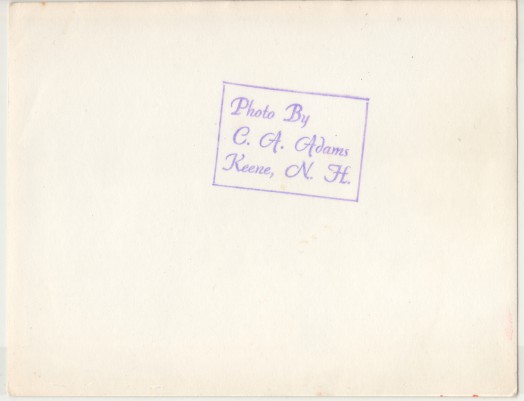 Photo By
C. A. Adams
Keene, N. H.